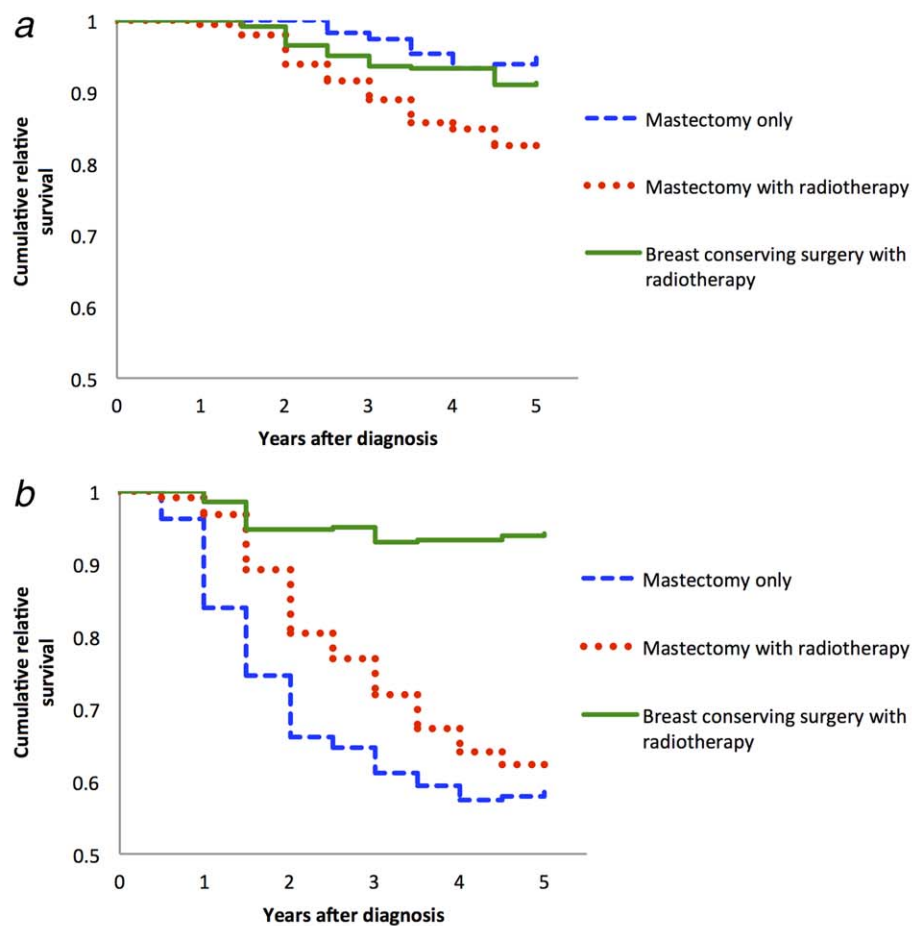 a
1
0.9
0.8
0.7
0.6
0.5
Cumulative relative
survival
0
1
2
3
4
5
Years after diagnosis
Mastectomy only
Mastectomy with radiotherapy
Breast conserving surgery with
radiotherapy
b
1
0.9
0.8
0.7
0.6
0.5
Cumulative relative
survival
0
1
2
3
4
5
Years after diagnosis
Mastectomy only
Mastectomy with radiotherapy
Breast conserving surgery with
radiotherapy